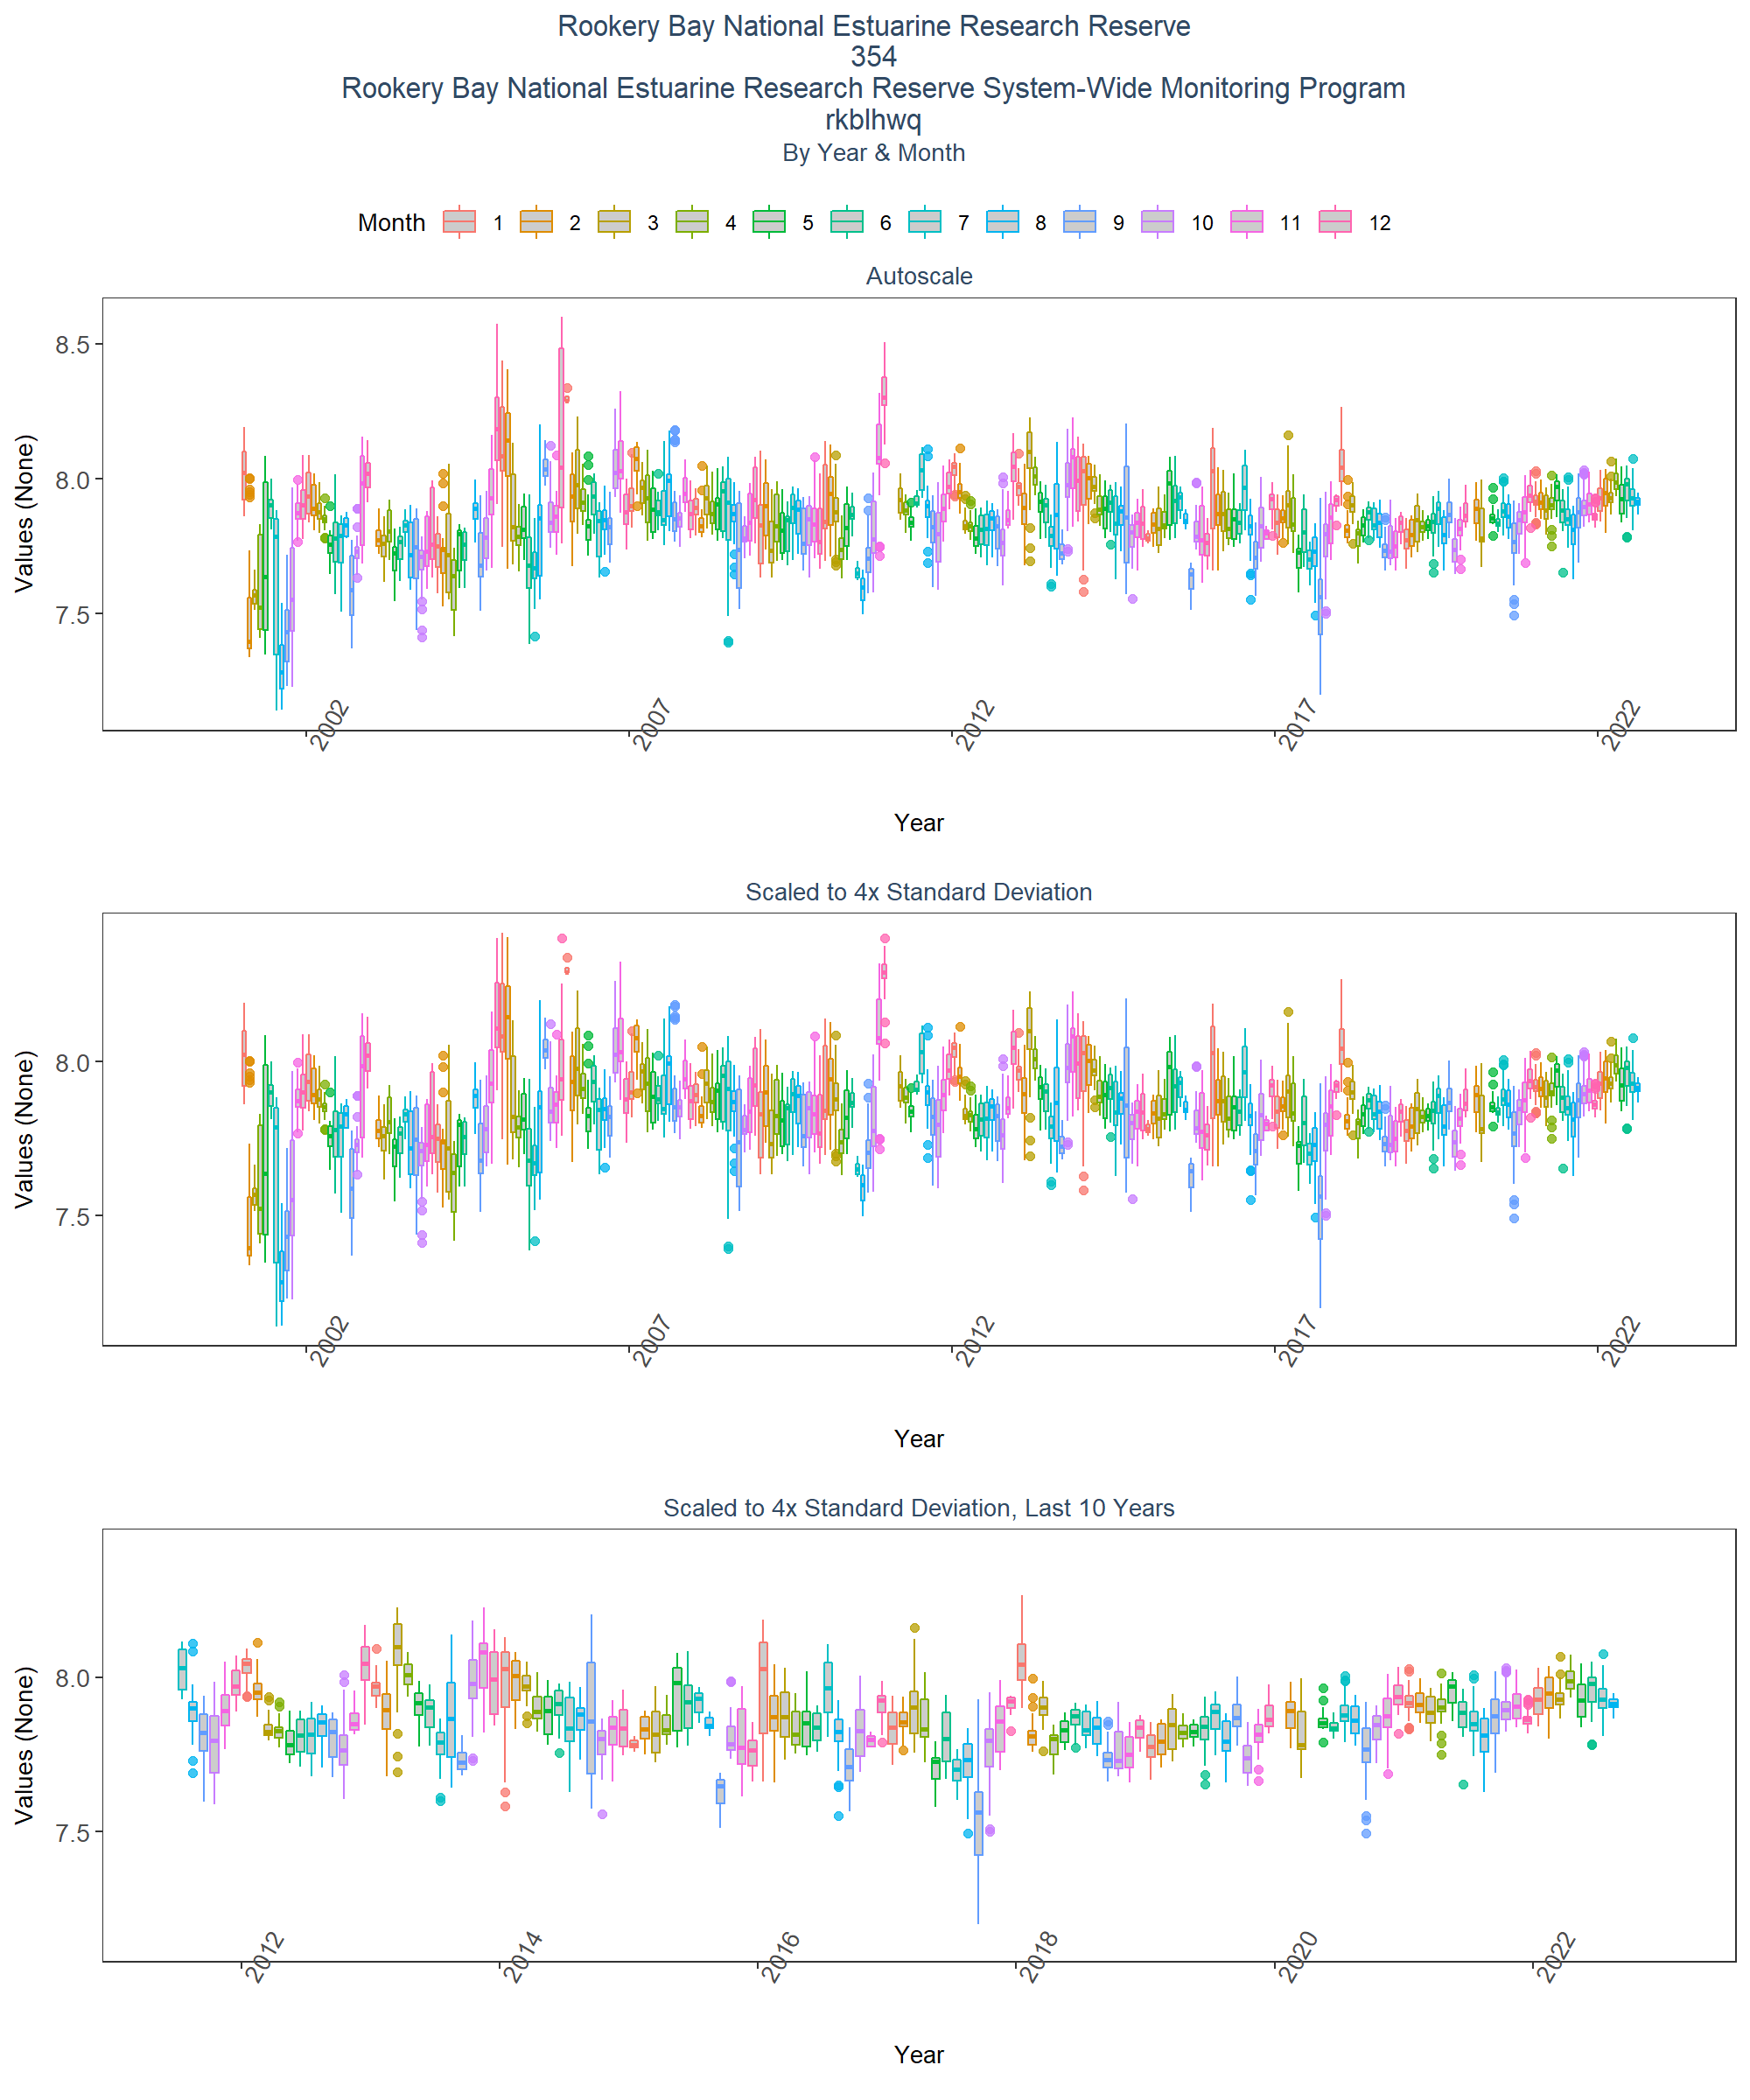 Rookery Bay National Estuarine Research Reserve
354
Rookery Bay National Estuarine Research Reserve System-Wide Monitoring Program
rkblhwq
By Year & Month
Month 1 2 3 4 5 6 7 8 9 10 11 12
Autoscale
Values (None)
8.5
8.0
7.5
2002 2007 2012 2017 2022
Year
Scaled to 4x Standard Deviation
Values (None)
8.0
7.5
2002 2007 2012 2017 2022
Year
Scaled to 4x Standard Deviation, Last 10 Years
Values (None)
8.0
7.5
2012 2014 2016 2018 2020 2022
Year